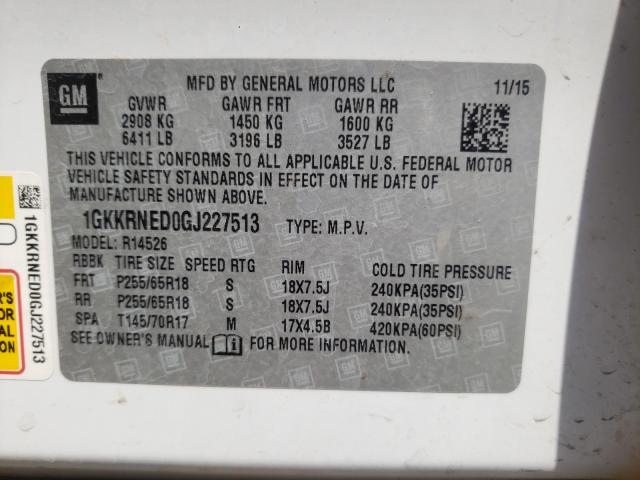 GM
MFD BY GENERAL MOTORS LLC 11/15
GVWR GAWR FRT GAWR RR
2908 KG 1450 KG 1600 KG
6411 LB 3196 LB 3527 LB
THIS VEHICLE CONFORMS TO ALL APPLICABLE U.S. FEDERAL MOTOR
VEHICLE SAFETY STANDARDS IN EFFECT ON THE DATE OF
MANUFACTURE SHOWN ABOVE.
1GKKRNED0GJ227513 TYPE: M.P.V.
MODEL: R14526
RBBK TIRE SIZE SPEED RTG RIM COLD TIRE PRESSURE
FRT P255/65R18 S 18X7.5J 240KPA(35PSI)
RR P255/65R18 S 18X7.5J 240KPA(35PSI)
SPA T145/70R17 M 17X4.5B 420KPA(60PSI)
SEE OWNER'S MANUAL FOR MORE INFORMATION.
1GKKRNED0GJ227513